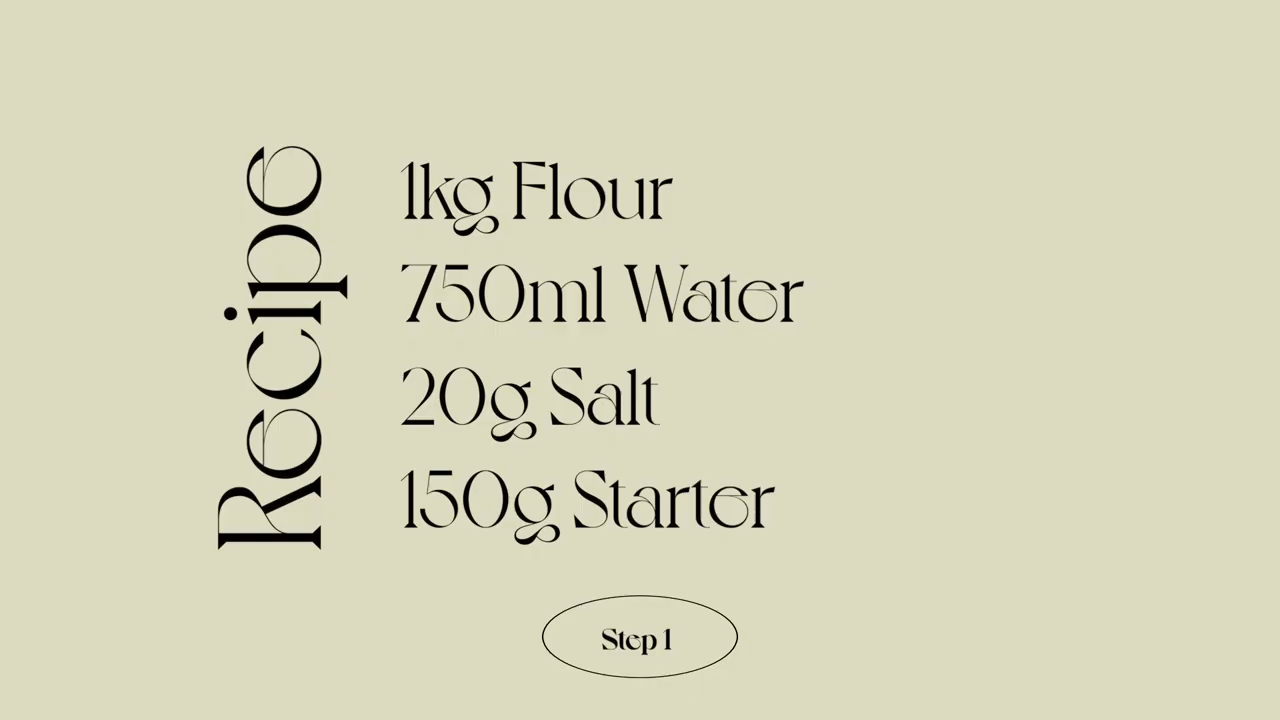 Recipe
1kg Flour
750ml Water
20g Salt
150g Starter
Step 1